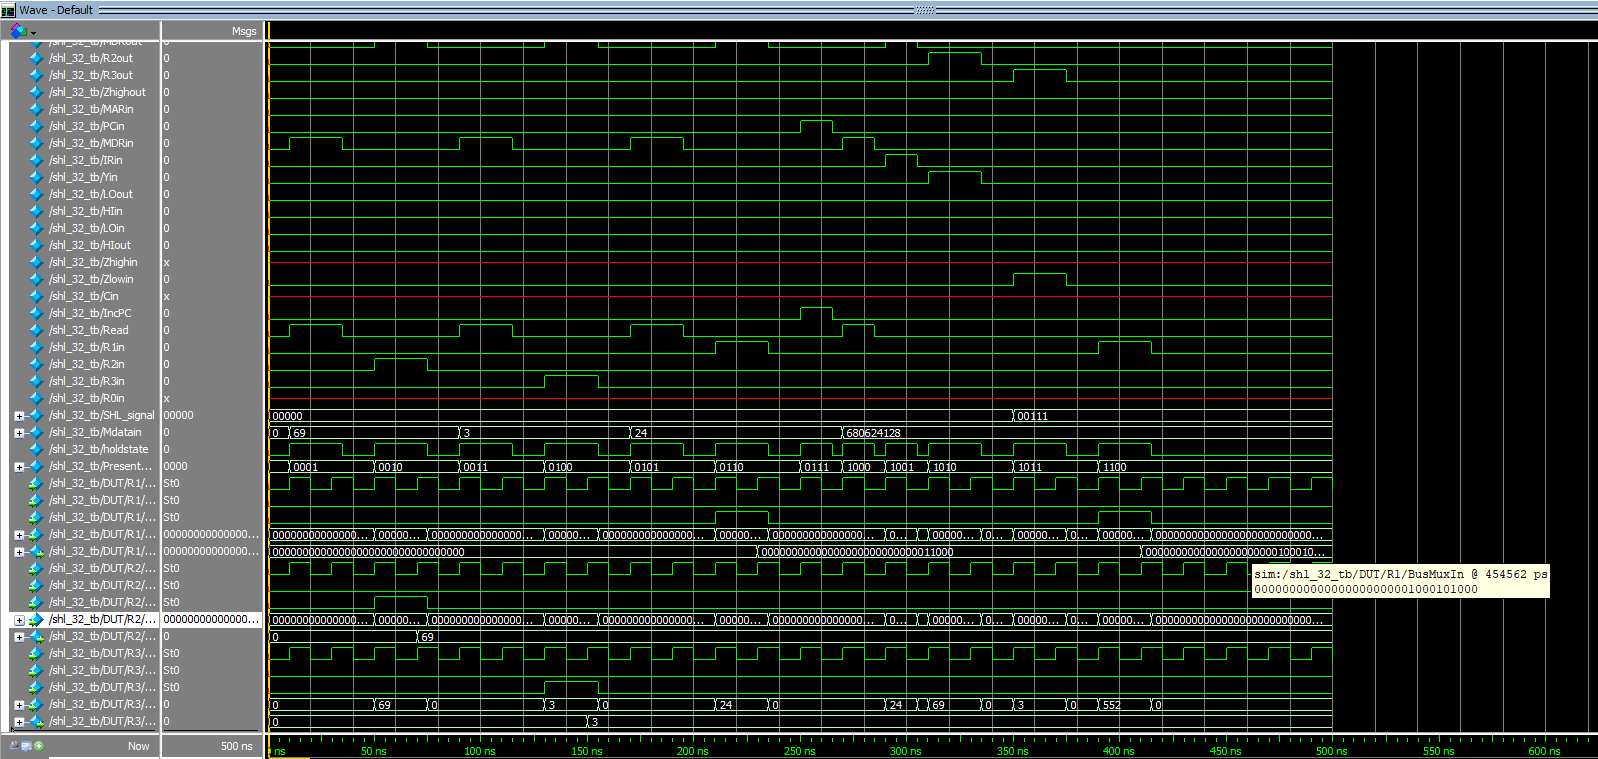 Wave - Default
Msgs
/shl_32_tb/MDRout 0
/shl_32_tb/R2out 0
/shl_32_tb/R3out 0
/shl_32_tb/Zhighout 0
/shl_32_tb/MARin 0
/shl_32_tb/PCin 0
/shl_32_tb/MDRin 0
/shl_32_tb/IRin 0
/shl_32_tb/Yin 0
/shl_32_tb/LOout 0
/shl_32_tb/HIin 0
/shl_32_tb/LOin 0
/shl_32_tb/HIout 0
/shl_32_tb/Zhighin x
/shl_32_tb/Zlowin 0
/shl_32_tb/Cin x
/shl_32_tb/IncPC 0
/shl_32_tb/Read 0
/shl_32_tb/R1in 0
/shl_32_tb/R2in 0
/shl_32_tb/R3in 0
/shl_32_tb/R0in x
/shl_32_tb/SHL_signal 00000 00000 00111
/shl_32_tb/Mdatain 0 0 69 3 24 680624128
/shl_32_tb/holdstate 0
/shl_32_tb/Present... 0000 0001 0010 0011 0100 0101 0110 0111 1000 1001 1010 1011 1100
/shl_32_tb/DUT/R1/... St0
/shl_32_tb/DUT/R1/... St0
/shl_32_tb/DUT/R1/... St0
/shl_32_tb/DUT/R1/... 00000000000000... 00000000000000... 00000... 000000000000000... 00000... 000000000000000... 00000... 000000000000000... 0... 00000... 0... 00000... 0... 00000... 00000000000000000000000...
/shl_32_tb/DUT/R1/... 00000000000000... 00000000000000000000000000000000 00000000000000000000000000011000 0000000000000000000000100010...
/shl_32_tb/DUT/R2/... St0
/shl_32_tb/DUT/R2/... St0
/shl_32_tb/DUT/R2/... St0
sim:/shl_32_tb/DUT/R1/BusMuxIn @ 454562 ps
00000000000000000000001000101000
/shl_32_tb/DUT/R2/... 00000000000000... 00000000000000... 00000... 000000000000000... 00000... 000000000000000... 00000... 000000000000000... 0... 00000... 0... 00000... 0... 00000... 00000000000000000000000...
/shl_32_tb/DUT/R2/... 0 0 69
/shl_32_tb/DUT/R3/... St0
/shl_32_tb/DUT/R3/... St0
/shl_32_tb/DUT/R3/... St0
/shl_32_tb/DUT/R3/... 0 0 69 0 3 0 24 0 24 69 0 3 0 552 0
/shl_32_tb/DUT/R3/... 0 0 3
Now 500 ns ns 50 ns 100 ns 150 ns 200 ns 250 ns 300 ns 350 ns 400 ns 450 ns 500 ns 550 ns 600 ns